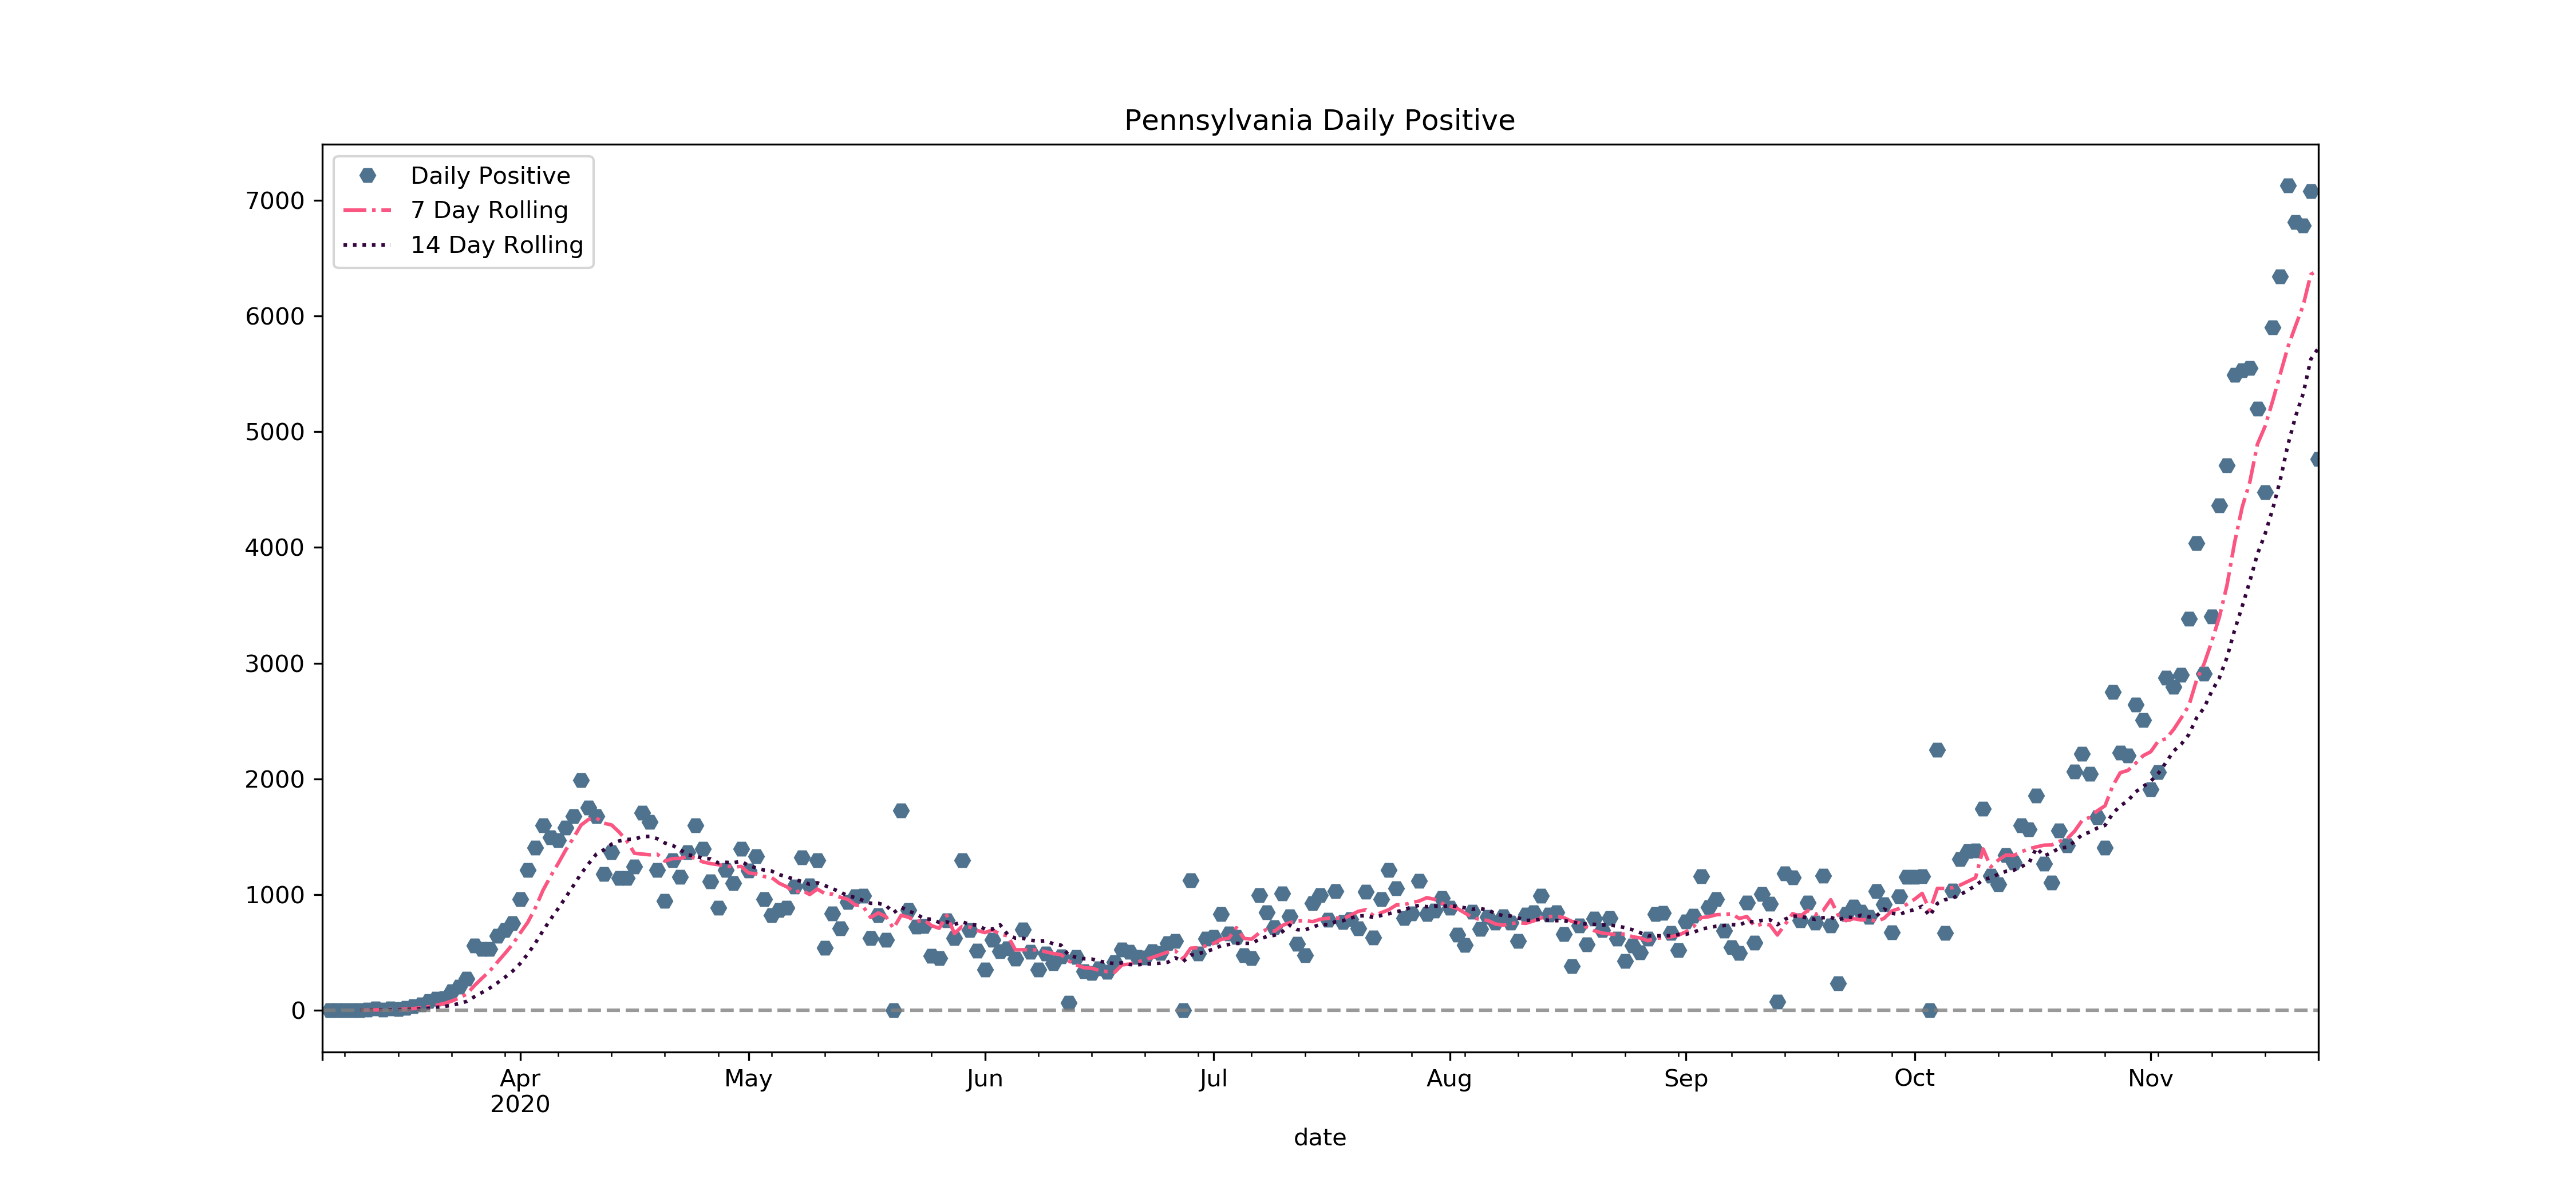 Pennsylvania Daily Positive
Daily Positive
7 Day Rolling
14 Day Rolling
7000
6000
5000
4000
3000
2000
1000
0
Apr May Jun Jul Aug Sep Oct Nov
2020
date